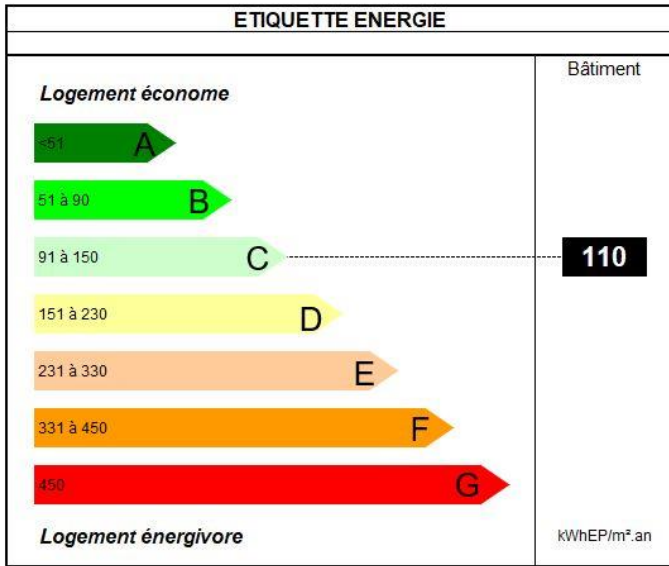 ETIQUETTE ENERGIE
Bâtiment
Logement économe
<51 A
51 à 90 B
91 à 150 C 110
151 à 230 D
231 à 330 E
331 à 450 F
450 G
Logement énergivore
kWhEP/m².an